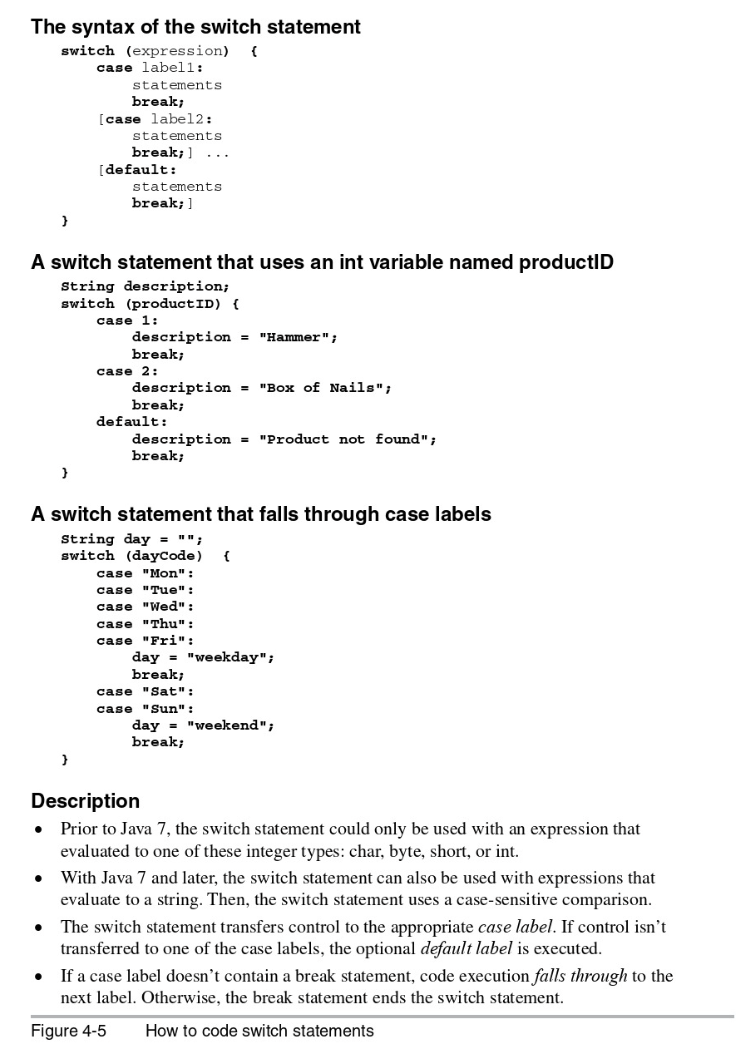 The syntax of the switch statement
switch (expression)  {
    case label1:
        statements
        break;
    [case label2:
        statements
        break;] ...
    [default:
        statements
        break;]
}
A switch statement that uses an int variable named productID
String description;
switch (productID) {
    case 1:
        description = "Hammer";
        break;
    case 2:
        description = "Box of Nails";
        break;
    default:
        description = "Product not found";
        break;
}
A switch statement that falls through case labels
String day = "";
switch (dayCode)  {
    case "Mon":
    case "Tue":
    case "Wed":
    case "Thu":
    case "Fri":
        day = "weekday";
        break;
    case "Sat":
    case "Sun":
        day = "weekend";
        break;
}
Description
• Prior to Java 7, the switch statement could only be used with an expression that
evaluated to one of these integer types: char, byte, short, or int.
• With Java 7 and later, the switch statement can also be used with expressions that
evaluate to a string. Then, the switch statement uses a case-sensitive comparison.
• The switch statement transfers control to the appropriate case label. If control isn't
transferred to one of the case labels, the optional default label is executed.
• If a case label doesn't contain a break statement, code execution falls through to the
next label. Otherwise, the break statement ends the switch statement.
Figure 4-5 How to code switch statements